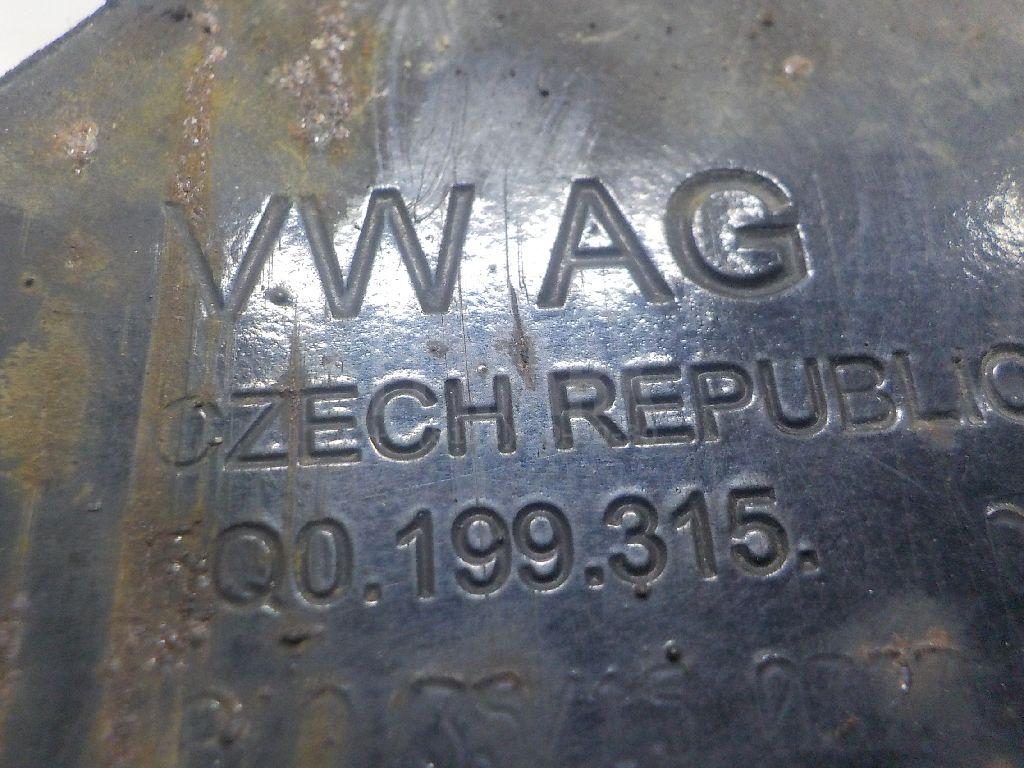 VW AG
CZECH REPUBLIC
Q0.199.315.